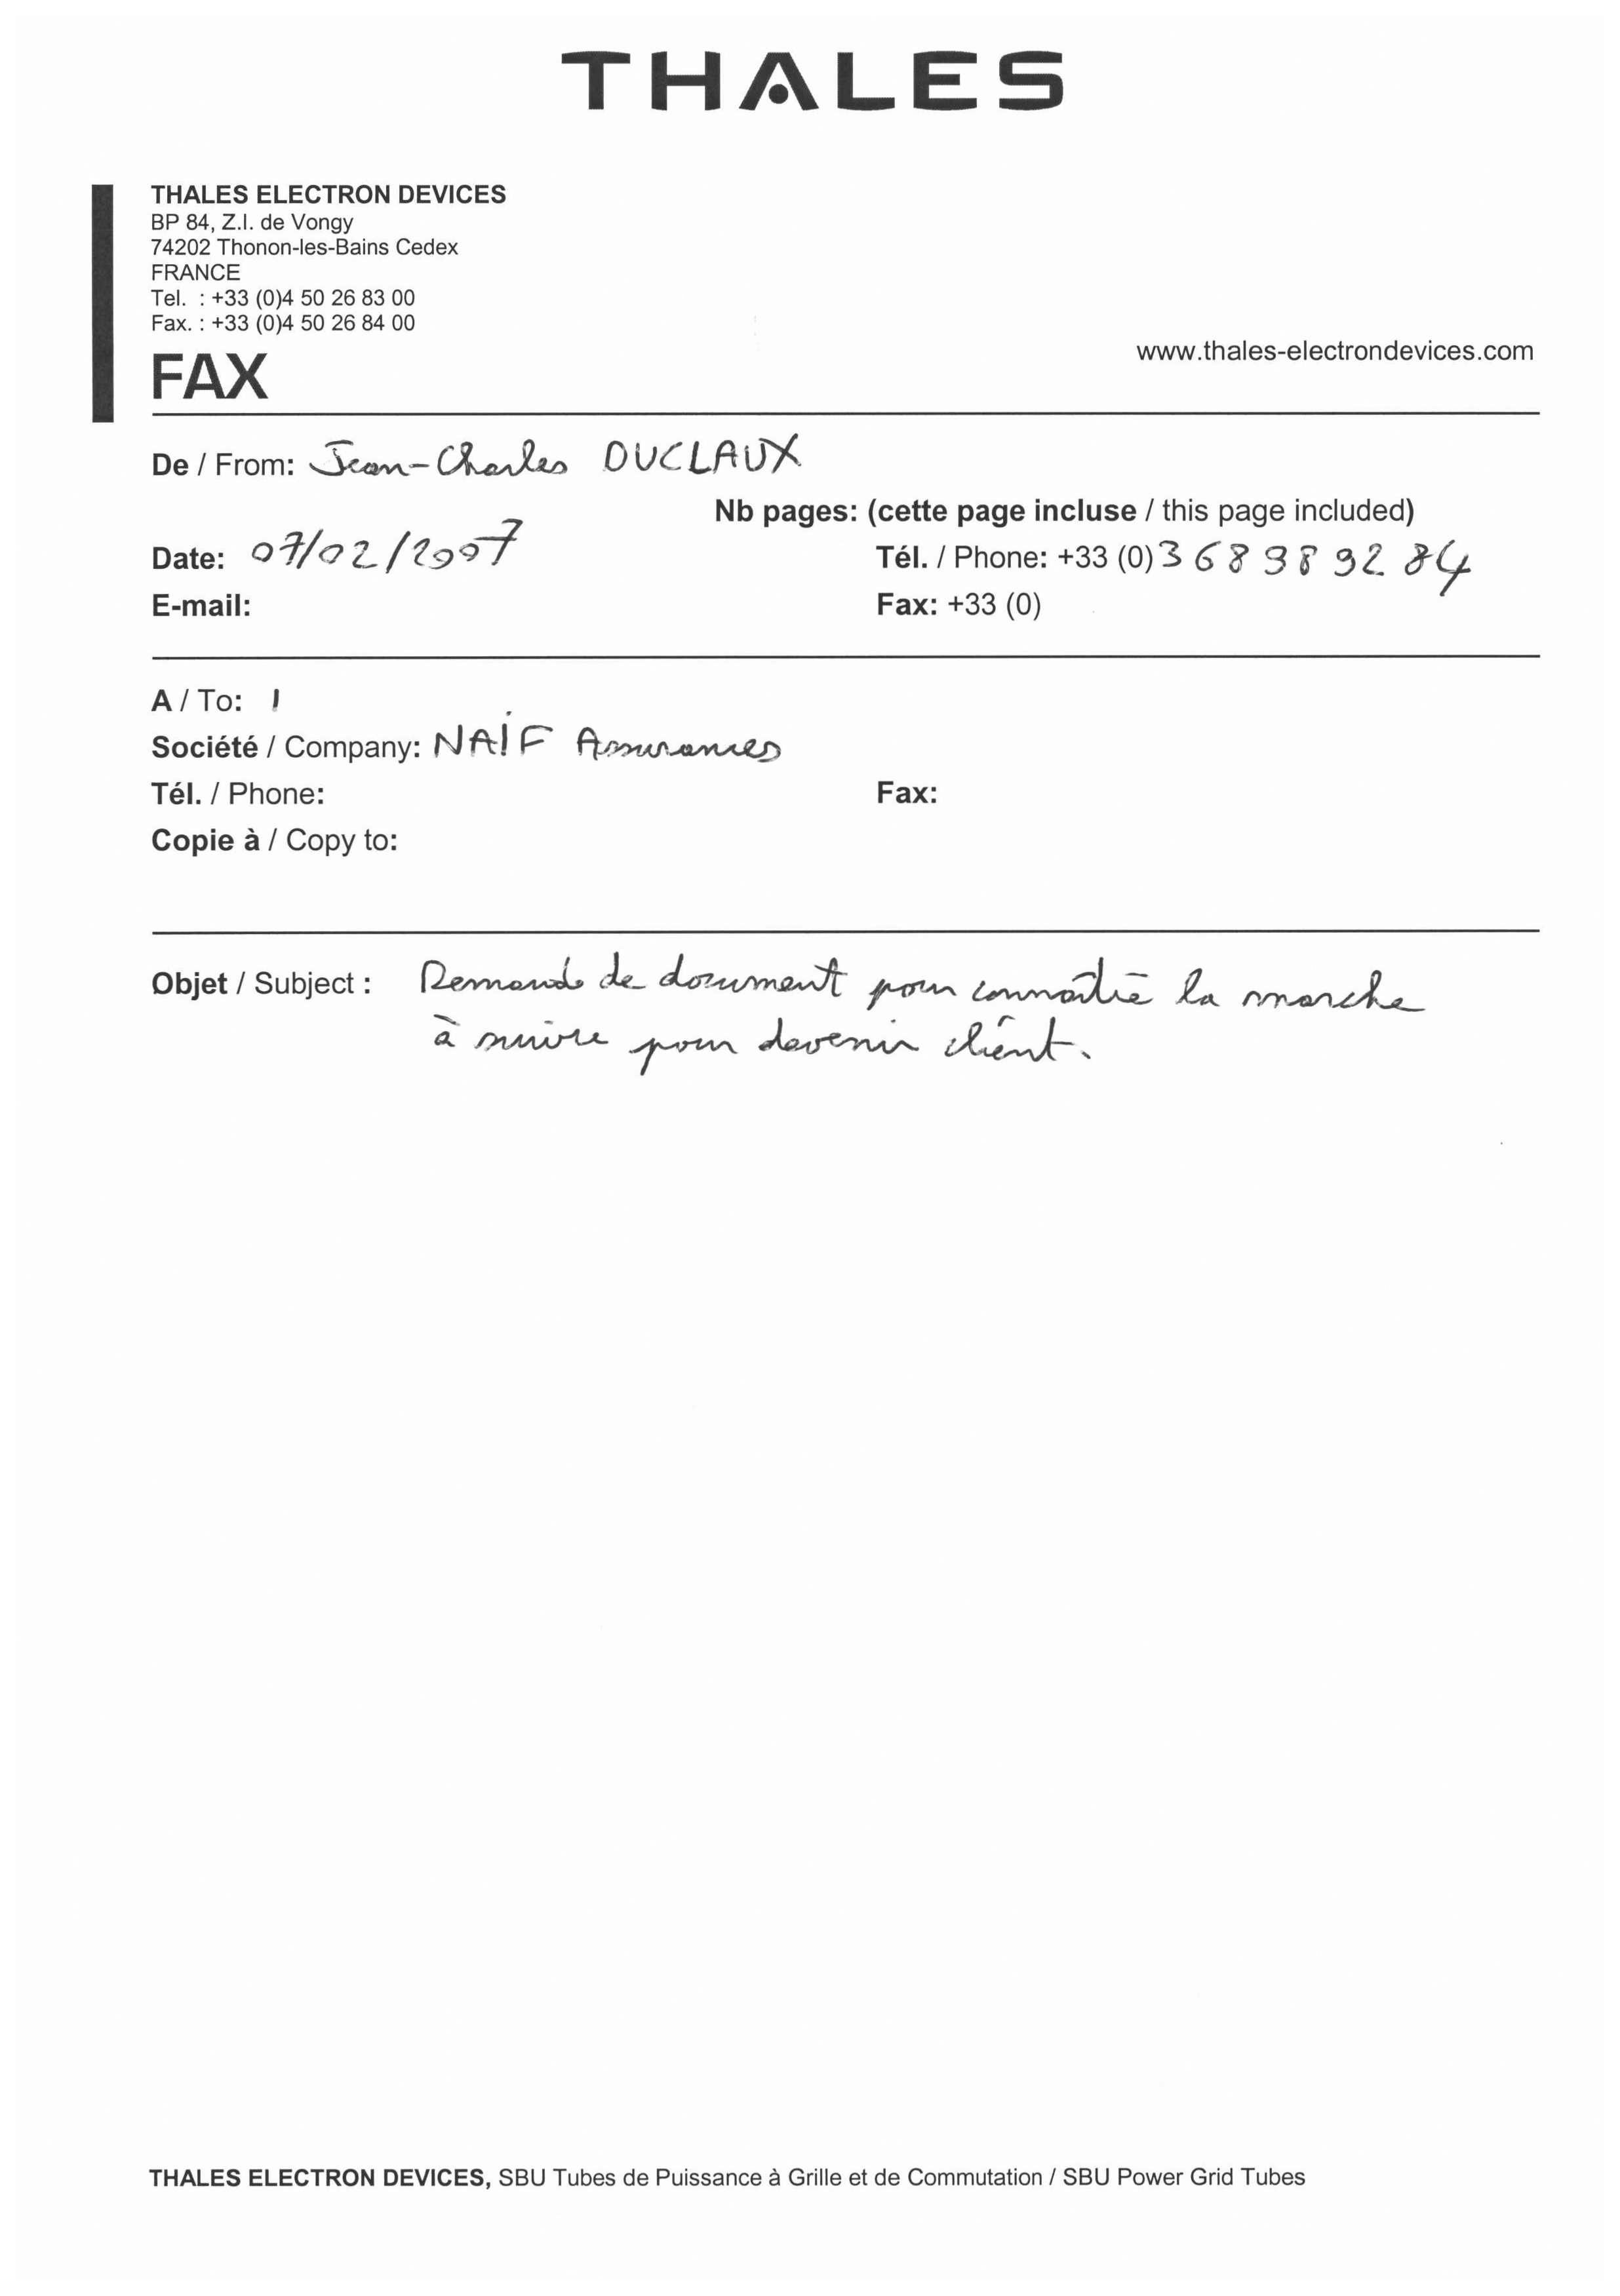 THALES
THALES ELECTRON DEVICES
BP 84, Z.I. de Vongy
74202 Thonon-les-Bains Cedex
FRANCE
Tel. : +33 (0)4 50 26 83 00
Fax. : +33 (0)4 50 26 84 00
www.thales-electrondevices.com
FAX
De / From: Jean-Charles DUCLAUX
Nb pages: (cette page incluse / this page included)
Date: 07/02/2007
Tél. / Phone: +33 (0) 3 68 98 92 84
E-mail:
Fax: +33 (0)
A / To: 1
Société / Company: NAIF Assurances
Tél. / Phone:
Fax:
Copie à / Copy to:
Objet / Subject : Demande de document pour connaître la marche
à suivre pour devenir client.
THALES ELECTRON DEVICES, SBU Tubes de Puissance à Grille et de Commutation / SBU Power Grid Tubes